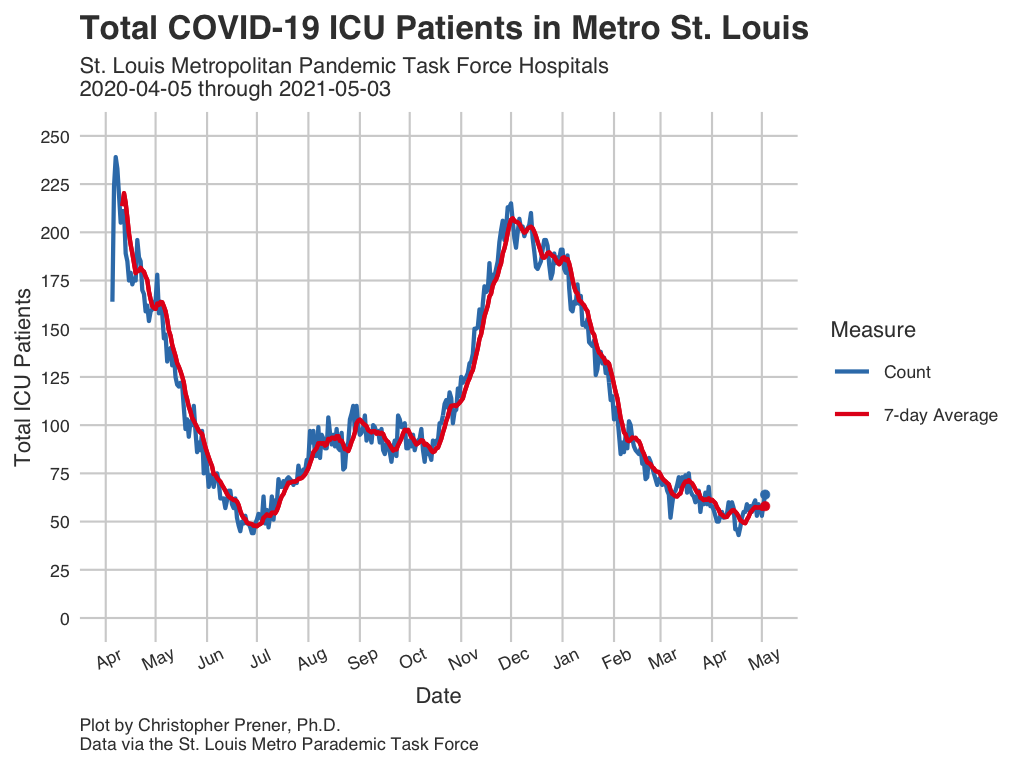 Total COVID-19 ICU Patients in Metro St. Louis
St. Louis Metropolitan Pandemic Task Force Hospitals
2020-04-05 through 2021-05-03
Total ICU Patients
250
225
200
175
150
125
100
75
50
25
0
Apr May Jun Jul Aug Sep Oct Nov Dec Jan Feb Mar Apr May
Date
Measure
Count
7-day Average
Plot by Christopher Prener, Ph.D.
Data via the St. Louis Metro Parademic Task Force